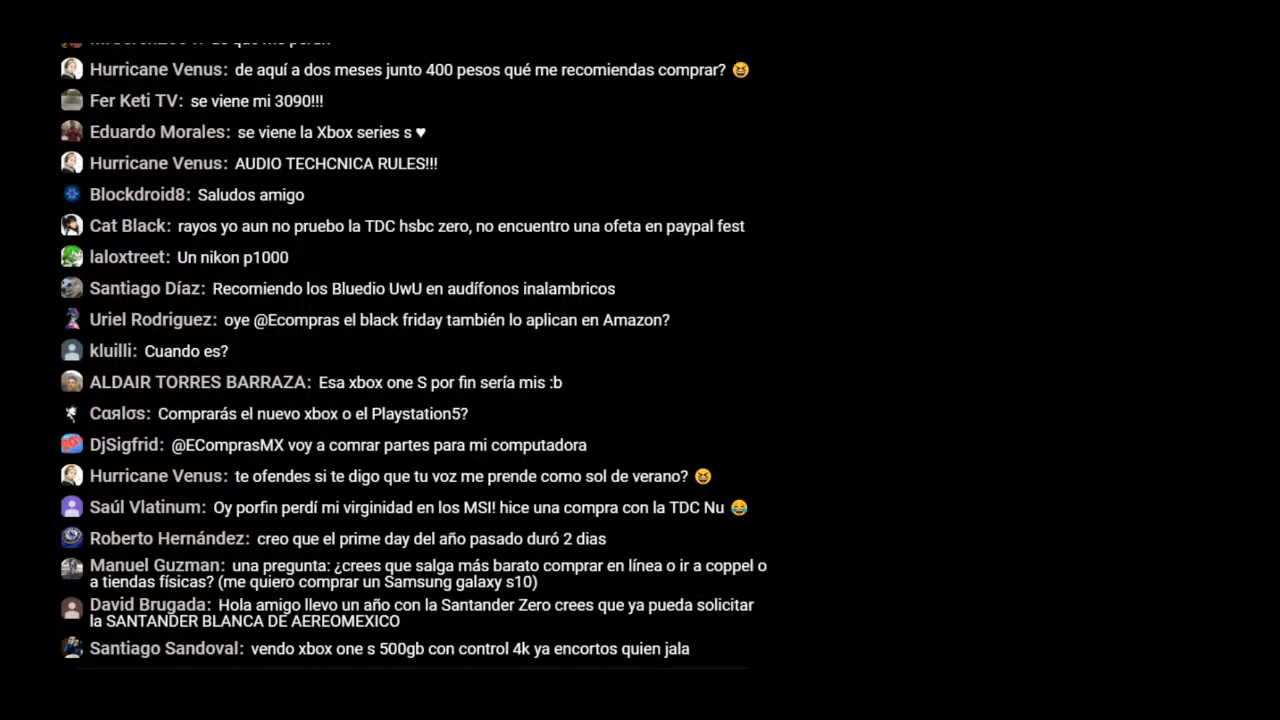 Hurricane Venus: de aquí a dos meses junto 400 pesos qué me recomiendas comprar? 😆
Fer Keti TV: se viene mi 3090!!!
Eduardo Morales: se viene la Xbox series s ♥
Hurricane Venus: AUDIO TECHCNICA RULES!!!
Blockdroid8: Saludos amigo
Cat Black: rayos yo aun no pruebo la TDC hsbc zero, no encuentro una ofeta en paypal fest
laloxtreet: Un nikon p1000
Santiago Díaz: Recomiendo los Bluedio UwU en audífonos inalambricos
Uriel Rodriguez: oye @Ecompras el black friday también lo aplican en Amazon?
kluilli: Cuando es?
ALDAIR TORRES BARRAZA: Esa xbox one S por fin sería mis :b
Cαяlσs: Comprarás el nuevo xbox o el Playstation5?
DjSigfrid: @EComprasMX voy a comrar partes para mi computadora
Hurricane Venus: te ofendes si te digo que tu voz me prende como sol de verano? 😆
Saúl Vlatinum: Oy porfin perdí mi virginidad en los MSI! hice una compra con la TDC Nu 😂
Roberto Hernández: creo que el prime day del año pasado duró 2 dias
Manuel Guzman: una pregunta: ¿crees que salga más barato comprar en línea o ir a coppel o
a tiendas físicas? (me quiero comprar un Samsung galaxy s10)
David Brugada: Hola amigo llevo un año con la Santander Zero crees que ya pueda solicitar
la SANTANDER BLANCA DE AEREOMEXICO
Santiago Sandoval: vendo xbox one s 500gb con control 4k ya encortos quien jala